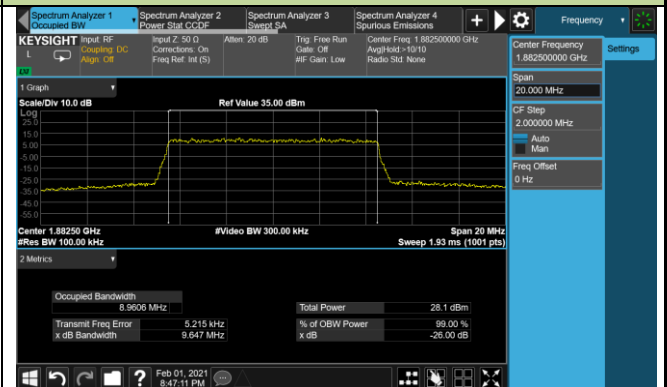 Spectrum Analyzer 1
Occupied BW
Spectrum Analyzer 2
Power Stat CCDF
Spectrum Analyzer 3
Swept SA
Spectrum Analyzer 4
Spurious Emissions
Frequency
KEYSIGHT
L
Input: RF
Coupling: DC
Align: Off
Input Z: 50 Ω
Corrections: On
Freq Ref: Int (S)
Atten: 20 dB
Trig: Free Run
Gate: Off
#IF Gain: Low
Center Freq: 1.882500000 GHz
Avg|Hold:>10/10
Radio Std: None
Center Frequency
1.882500000 GHz
Settings
Span
20.000 MHz
CF Step
2.000000 MHz
Auto
Man
Freq Offset
0 Hz
1 Graph
Scale/Div 10.0 dB
Ref Value 35.00 dBm
Log
25.0
15.0
5.00
-5.00
-15.0
-25.0
-35.0
-45.0
-55.0
Center 1.88250 GHz
#Video BW 300.00 kHz
Span 20 MHz
#Res BW 100.00 kHz
Sweep 1.93 ms (1001 pts)
2 Metrics
Occupied Bandwidth
8.9606 MHz
Total Power
28.1 dBm
Transmit Freq Error
5.215 kHz
% of OBW Power
99.00 %
x dB Bandwidth
9.647 MHz
x dB
-26.00 dB
Feb 01, 2021
8:47:11 PM